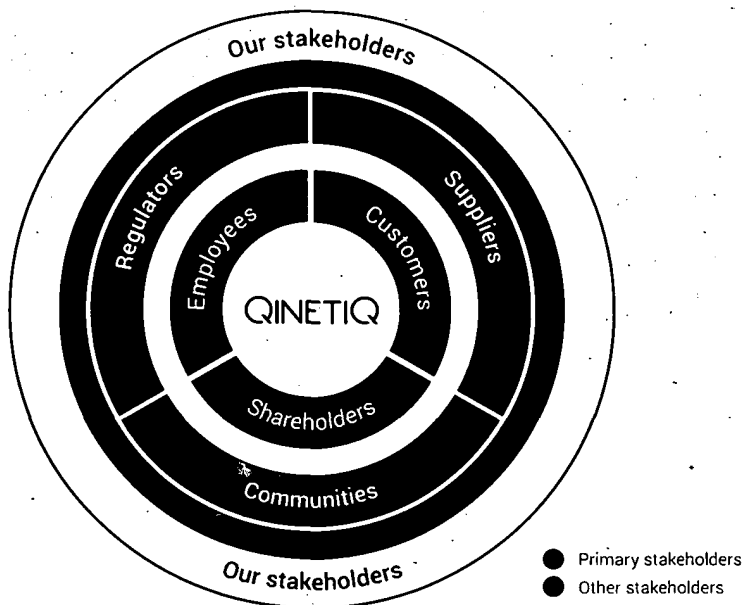 Our stakeholders
Regulators
Suppliers
Employees
Customers
QINETIQ
Shareholders
Communities
Our stakeholders
Primary stakeholders
Other stakeholders